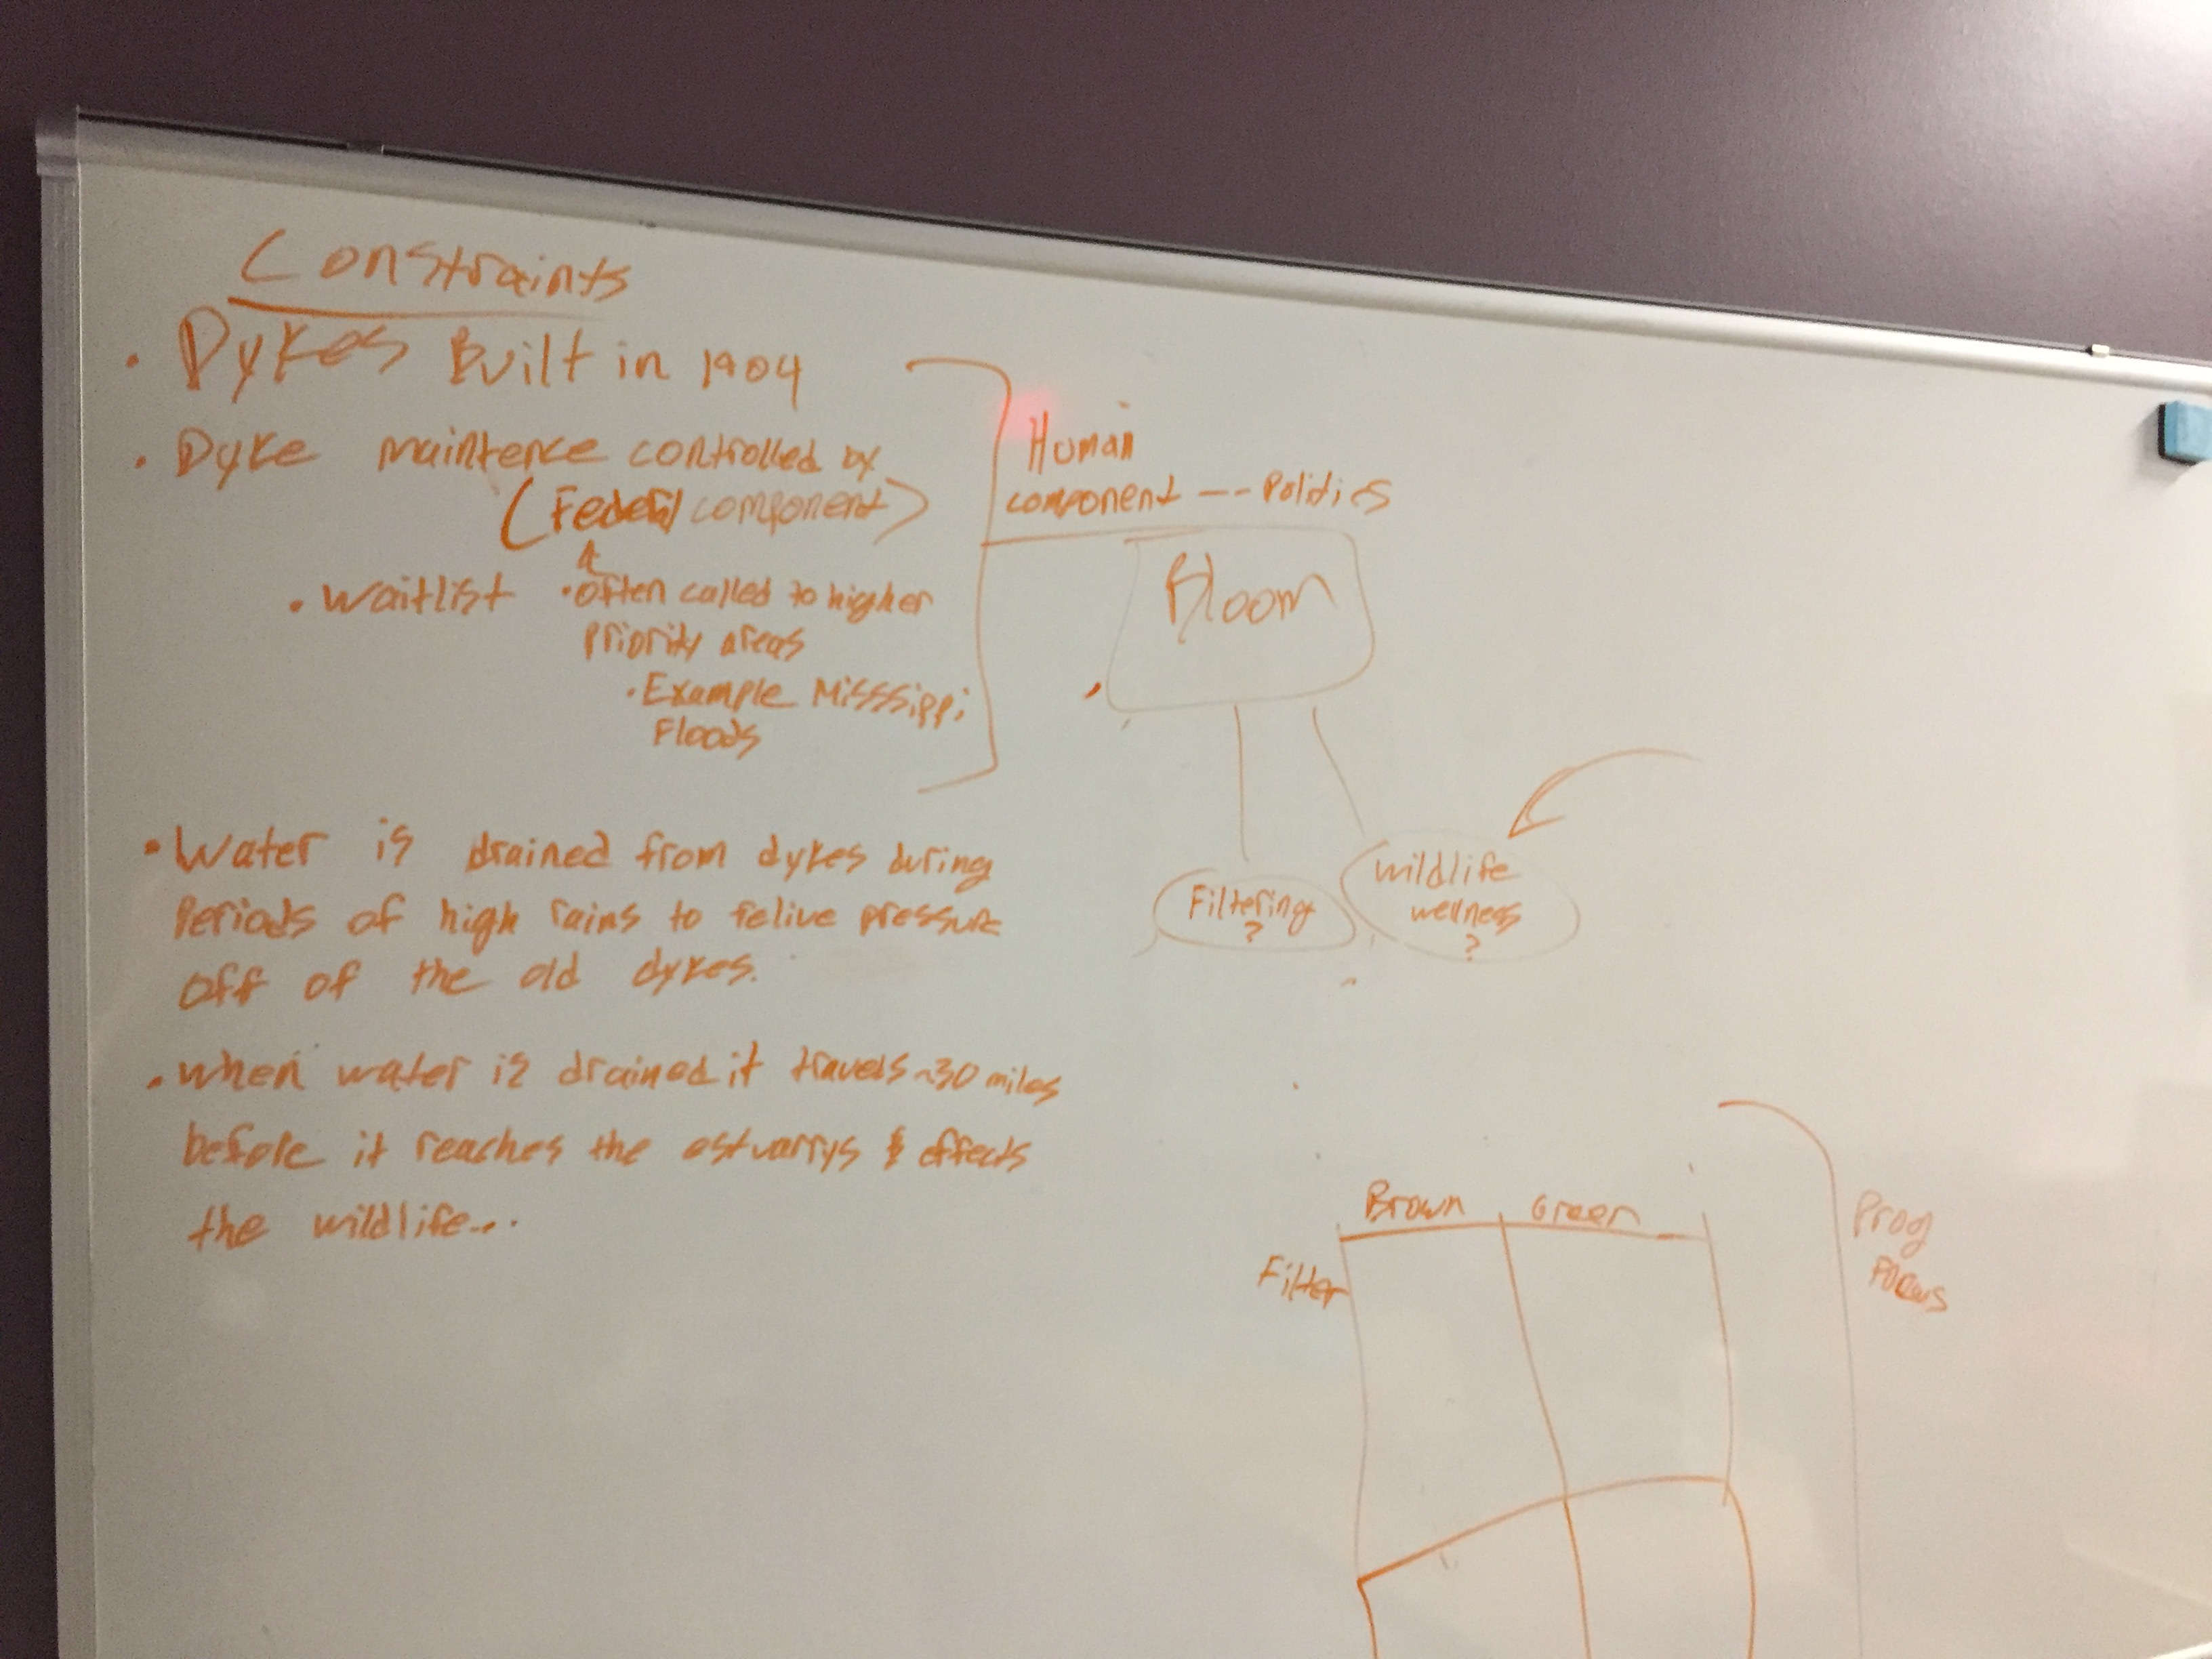 Constraints
• Dykes Built in 1904
• Dyke maintence controlled by
(Federal component)
• Waitlist • often called to higher
Priority areas
• Example Misssippi
Floods
Human
component -- Politics
Bloom
Filtering
?
wildlife
wellness
?
• Water is drained from dykes during
Periods of high rains to relive pressure
off of the old dykes.
• When water is drained it travels ~30 miles
before it reaches the estuarrys & effects
the wildlife...
Brown Green
Filter
Prog